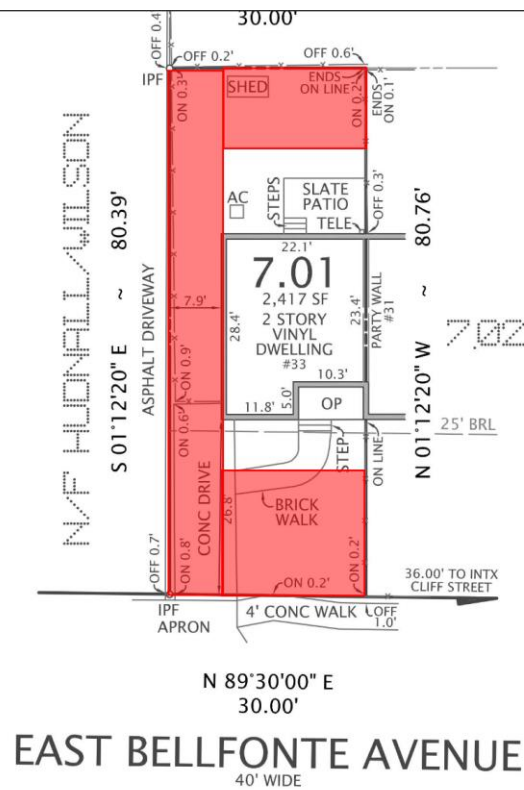 30.00'
OFF 0.4'
OFF 0.2'
OFF 0.6'
IPF
ON 0.3'
SHED
ENDS
ON LINE
ON 0.2'
ENDS
ON 0.1'
N/F HUDNALL/WILSON
S 01°12'20" E ~ 80.39'
ASPHALT DRIVEWAY
AC
STEPS
SLATE
PATIO
TELE
OFF 0.3'
N 01°12'20" W ~ 80.76'
22.1'
7.01
2,417 SF
2 STORY
VINYL
DWELLING
#33
7.9'
28.4'
23.4'
PARTY WALL
#31
7.02
ON 0.9'
10.3'
5.0'
11.8'
OP
ON 0.6'
25' BRL
STEP
ON LINE
CONC DRIVE
26.8'
BRICK
WALK
OFF 0.7'
ON 0.8'
ON 0.2'
ON 0.2'
36.00' TO INTX
CLIFF STREET
IPF
APRON
4' CONC WALK
OFF
1.0'
N 89°30'00" E
30.00'
EAST BELLFONTE AVENUE
40' WIDE